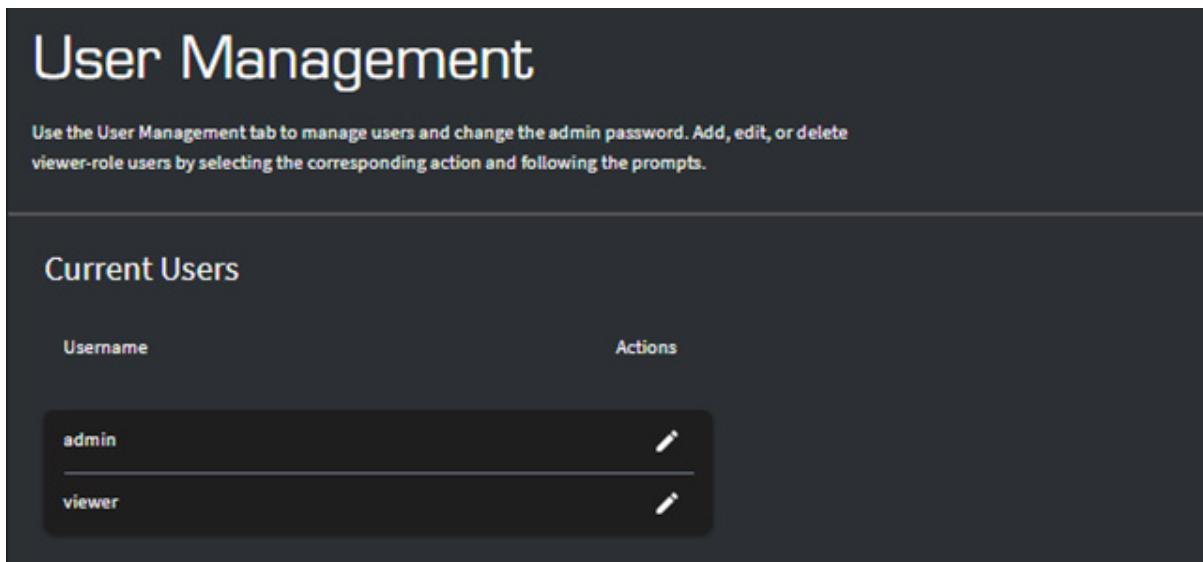 User Management
Use the User Management tab to manage users and change the admin password. Add, edit, or delete
viewer-role users by selecting the corresponding action and following the prompts.
Current Users
Username Actions
admin
viewer